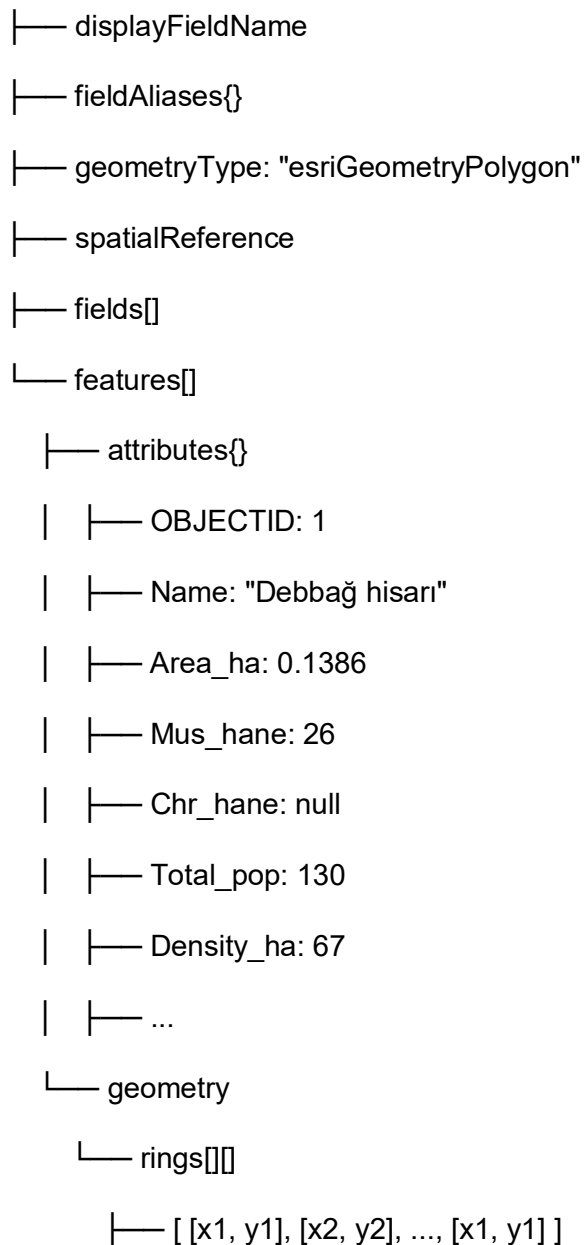 ├── displayFieldName
├── fieldAliases{}
├── geometryType: "esriGeometryPolygon"
├── spatialReference
├── fields[]
└── features[]
    ├── attributes{}
    │   ├── OBJECTID: 1
    │   ├── Name: "Debbağ hisarı"
    │   ├── Area_ha: 0.1386
    │   ├── Mus_hane: 26
    │   ├── Chr_hane: null
    │   ├── Total_pop: 130
    │   ├── Density_ha: 67
    │   ├── ...
    └── geometry
        └── rings[][]
            ├── [ [x1, y1], [x2, y2], ..., [x1, y1] ]